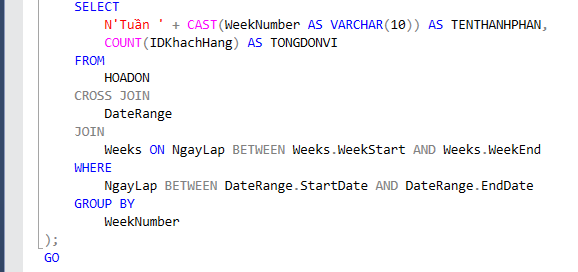 SELECT
N'Tuần ' + CAST(WeekNumber AS VARCHAR(10)) AS TENTHANHPHAN,
COUNT(IDKhachHang) AS TONGDONVI
FROM
HOADON
CROSS JOIN
DateRange
JOIN
Weeks ON NgayLap BETWEEN Weeks.WeekStart AND Weeks.WeekEnd
WHERE
NgayLap BETWEEN DateRange.StartDate AND DateRange.EndDate
GROUP BY
WeekNumber
);
GO